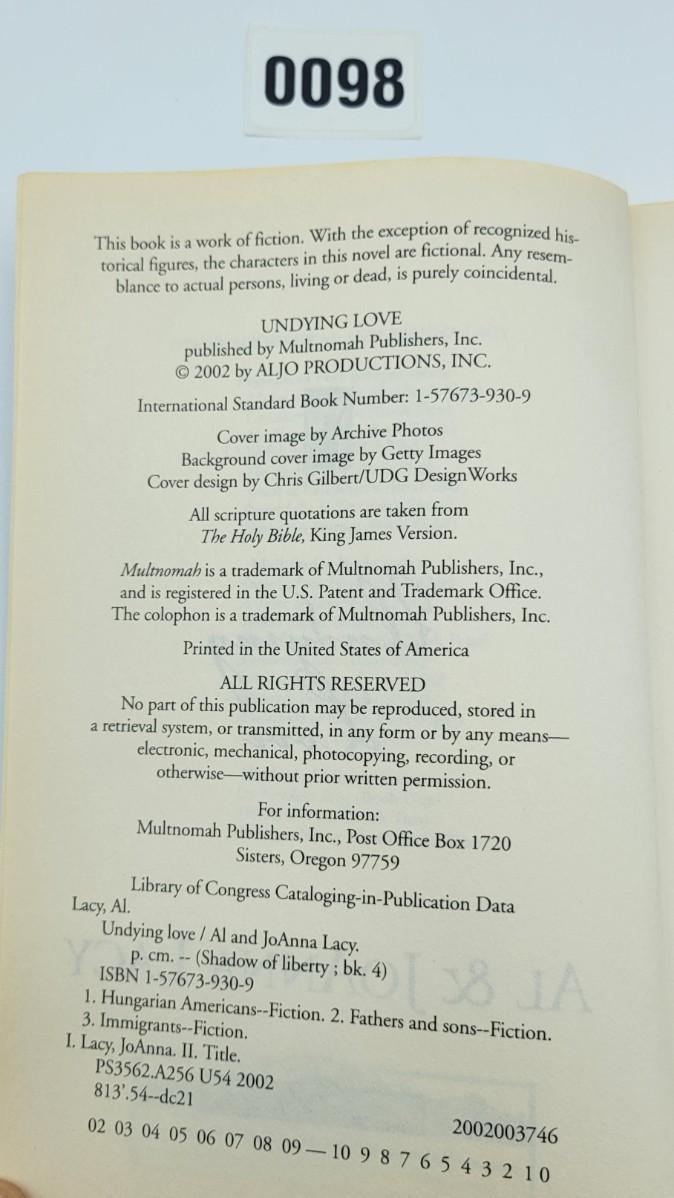 0098
This book is a work of fiction. With the exception of recognized his-
torical figures, the characters in this novel are fictional. Any resem-
blance to actual persons, living or dead, is purely coincidental.
UNDYING LOVE
published by Multnomah Publishers, Inc.
© 2002 by ALJO PRODUCTIONS, INC.
International Standard Book Number: 1-57673-930-9
Cover image by Archive Photos
Background cover image by Getty Images
Cover design by Chris Gilbert/UDG DesignWorks
All scripture quotations are taken from
The Holy Bible, King James Version.
Multnomah is a trademark of Multnomah Publishers, Inc.,
and is registered in the U.S. Patent and Trademark Office.
The colophon is a trademark of Multnomah Publishers, Inc.
Printed in the United States of America
ALL RIGHTS RESERVED
No part of this publication may be reproduced, stored in
a retrieval system, or transmitted, in any form or by any means—
electronic, mechanical, photocopying, recording, or
otherwise—without prior written permission.
For information:
Multnomah Publishers, Inc., Post Office Box 1720
Sisters, Oregon 97759
Library of Congress Cataloging-in-Publication Data
Lacy, Al.
Undying love / Al and JoAnna Lacy.
p. cm. -- (Shadow of liberty ; bk. 4)
ISBN 1-57673-930-9
1. Hungarian Americans--Fiction. 2. Fathers and sons--Fiction.
3. Immigrants--Fiction.
I. Lacy, JoAnna. II. Title.
PS3562.A256 U54 2002
813'.54--dc21
2002003746
02 03 04 05 06 07 08 09—10 9 8 7 6 5 4 3 2 1 0